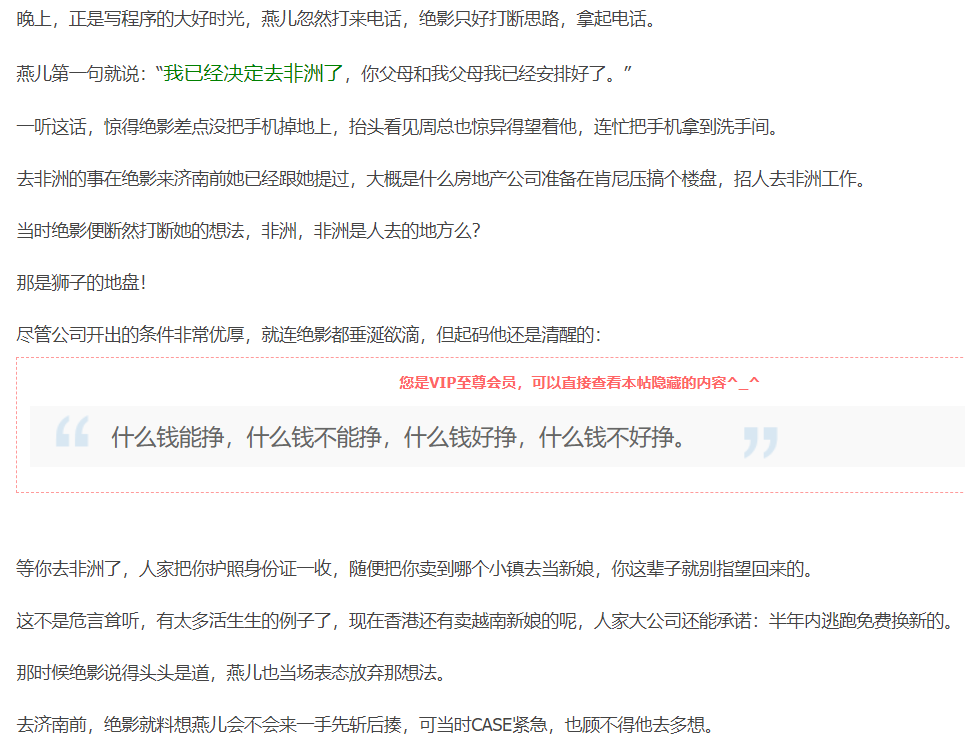 晚上，正是写程序的大好时光，燕儿忽然打来电话，绝影只好打断思路，拿起电话。
燕儿第一句就说：“我已经决定去非洲了，你父母和我父母我已经安排好了。”
一听这话，惊得绝影差点没把手机掉地上，抬头看见周总也惊异得望着他，连忙把手机拿到洗手间。
去非洲的事在绝影来济南前她已经跟她提过，大概是什么房地产公司准备在肯尼压搞个楼盘，招人去非洲工作。
当时绝影便断然打断她的想法，非洲，非洲是人去的地方么？
那是狮子的地盘！
尽管公司开出的条件非常优厚，就连绝影都垂涎欲滴，但起码他还是清醒的：
您是VIP至尊会员，可以直接查看本帖隐藏的内容^_^
“什么钱能挣，什么钱不能挣，什么钱好挣，什么钱不好挣。”
等你去非洲了，人家把你护照身份证一收，随便把你卖到哪个小镇去当新娘，你这辈子就别指望回来的。
这不是危言耸听，有太多活生生的例子了，现在香港还有卖越南新娘的呢，人家大公司还能承诺：半年内逃跑免费换新的。
那时候绝影说得头头是道，燕儿也当场表态放弃那想法。
去济南前，绝影就料想燕儿会不会来一手先斩后揍，可当时CASE紧急，也顾不得他去多想。